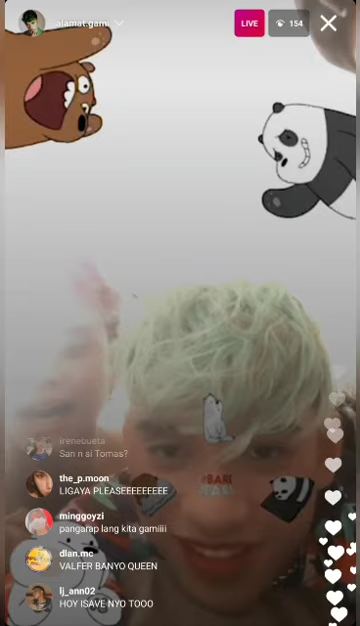 alamat.gami
LIVE
154
irenebueta
San n si Tomas?
the_p.moon
LIGAYA PLEASEEEEEEEEE
minggoyzi
pangarap lang kita gamiiii
dlan.mc
VALFER BANYO QUEEN
lj_ann02
HOY ISAVE NYO TOOO